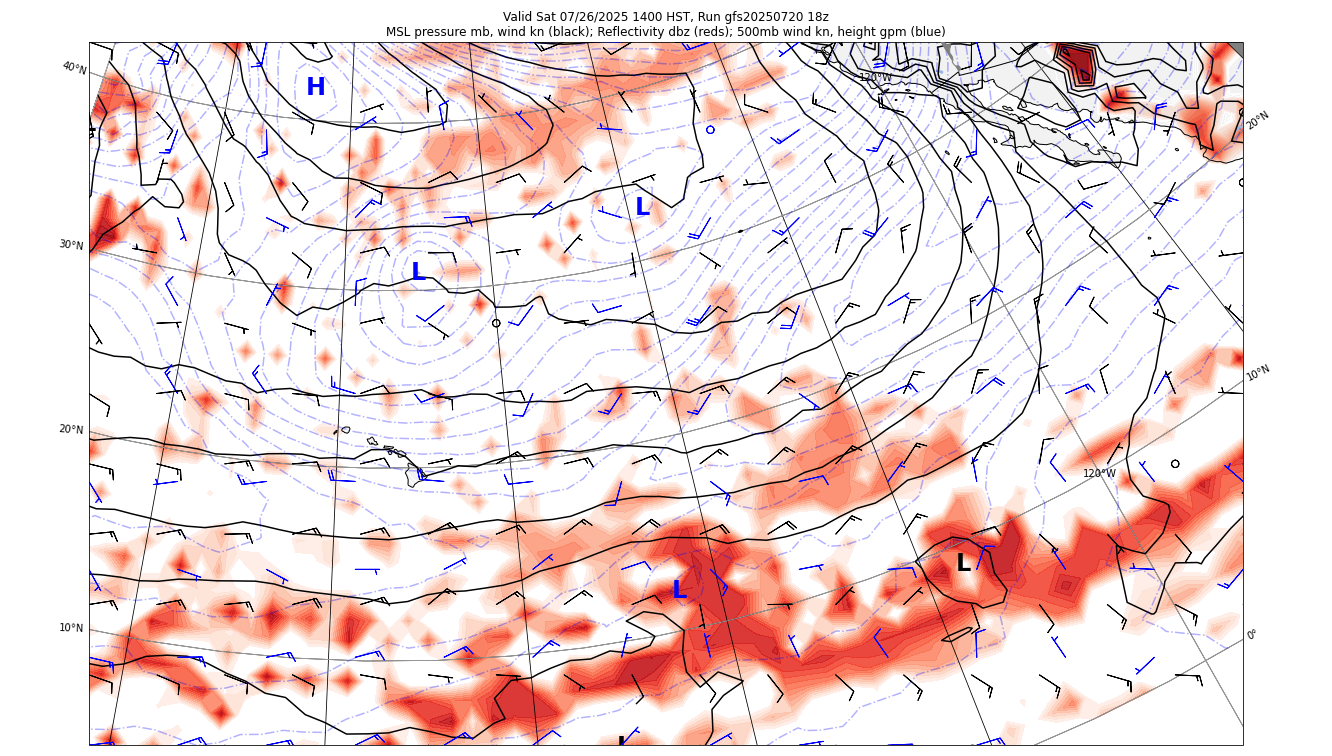 Valid Sat 07/26/2025 1400 HST, Run gfs20250720 18z
MSL pressure mb, wind kn (black); Reflectivity dbz (reds); 500mb wind kn, height gpm (blue)
40°N
H
120°W
20°N
L
30°N
L
10°N
20°N
120°W
L
L
10°N
0°
L